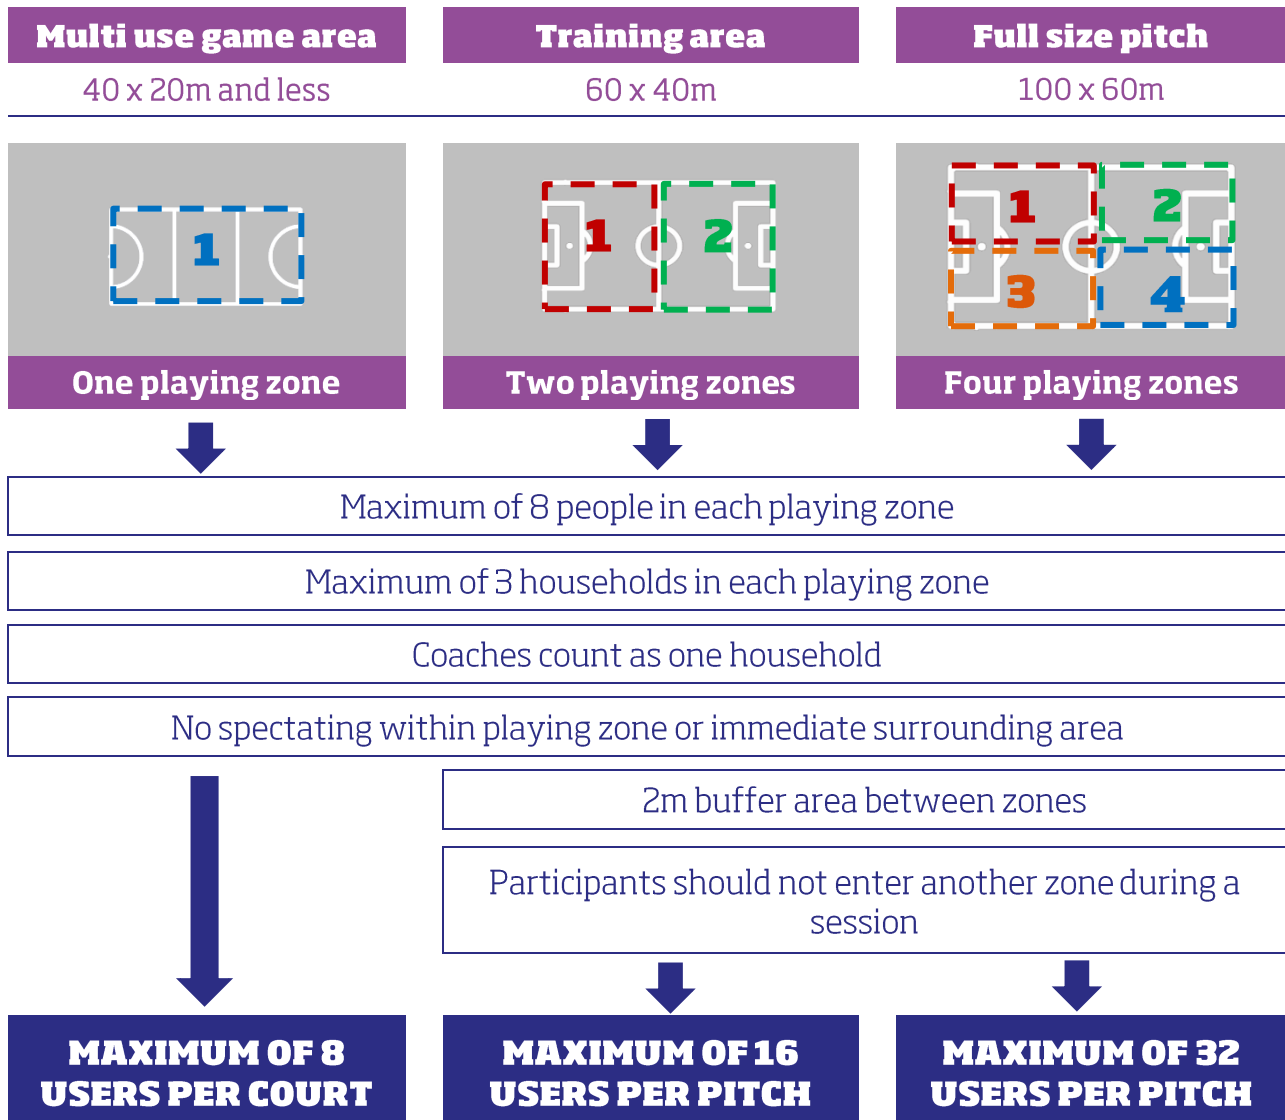 Multi use game area
Training area
Full size pitch
40 x 20m and less
60 x 40m
100 x 60m
1
1
2
1
2
3
4
One playing zone
Two playing zones
Four playing zones
Maximum of 8 people in each playing zone
Maximum of 3 households in each playing zone
Coaches count as one household
No spectating within playing zone or immediate surrounding area
2m buffer area between zones
Participants should not enter another zone during a
session
MAXIMUM OF 8
USERS PER COURT
MAXIMUM OF 16
USERS PER PITCH
MAXIMUM OF 32
USERS PER PITCH